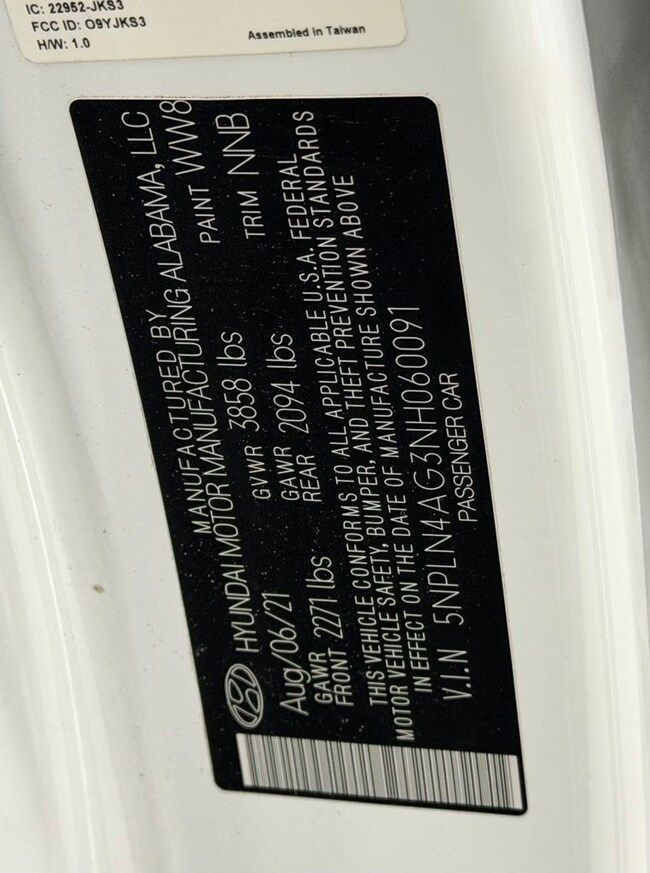 IC: 22952-JKS3
FCC ID: O9YJKS3
H/W: 1.0
Assembled in Taiwan
MANUFACTURED BY
HYUNDAI MOTOR MANUFACTURING ALABAMA, LLC
Aug/06/21 GVWR 3858 lbs PAINT WW8
GAWR FRONT 2271 lbs GAWR REAR 2094 lbs TRIM NNB
THIS VEHICLE CONFORMS TO ALL APPLICABLE U.S.A. FEDERAL
MOTOR VEHICLE SAFETY, BUMPER, AND THEFT PREVENTION STANDARDS
IN EFFECT ON THE DATE OF MANUFACTURE SHOWN ABOVE
V.I.N 5NPLN4AG3NH060091
PASSENGER CAR